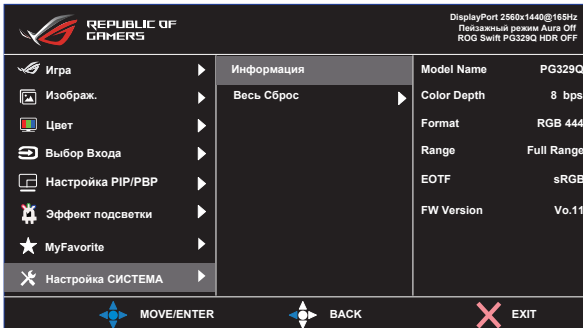 REPUBLIC OF
GAMERS
DisplayPort 2560x1440@165Hz
Пейзажный режим Aura Off
ROG Swift PG329Q HDR OFF
Игра
Изображ.
Цвет
Выбор Входа
Настройка PIP/PBP
Эффект подсветки
MyFavorite
Настройка СИСТЕМА
Информация
Весь Сброс
Model Name PG329Q
Color Depth 8 bps
Format RGB 444
Range Full Range
EOTF sRGB
FW Version Vo.11
MOVE/ENTER
BACK
EXIT